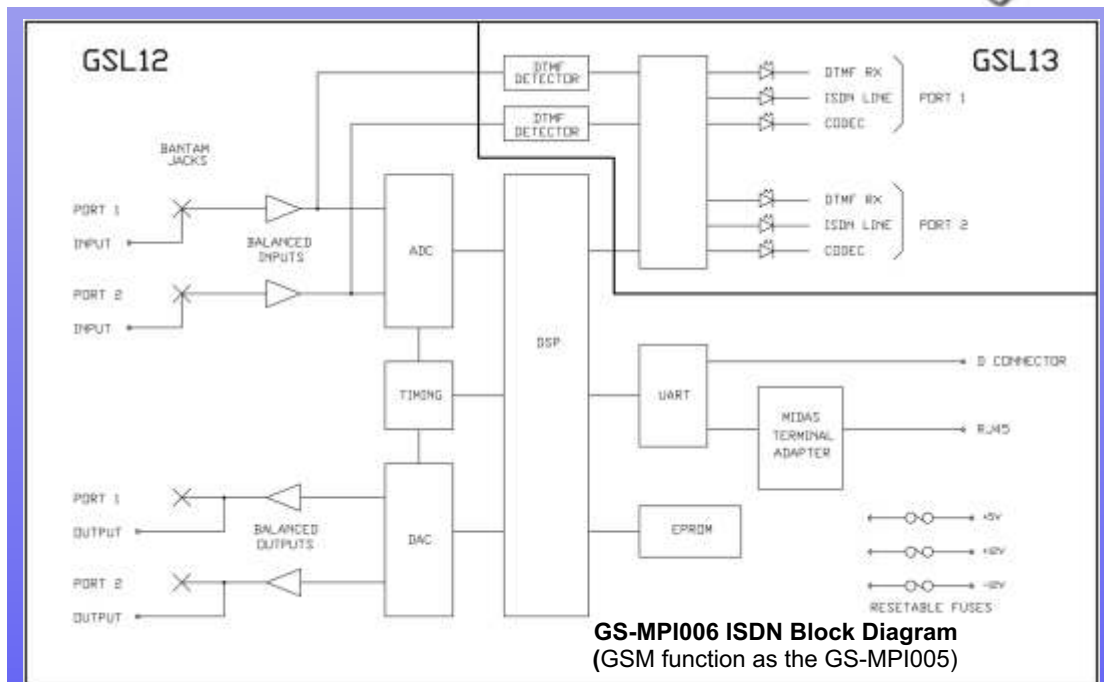 GSL12
GSL13
DTMF
DETECTOR
DTMF
DETECTOR
DTMF RX
ISDN LINE
CODEC
PORT 1
BANTAM
JACKS
PORT 1
INPUT
BALANCED
INPUTS
PORT 2
INPUT
ADC
DTMF RX
ISDN LINE
CODEC
PORT 2
DSP
TIMING
UART
D CONNECTOR
MIDAS
TERMINAL
ADAPTER
RJ45
PORT 1
OUTPUT
BALANCED
OUTPUTS
PORT 2
OUTPUT
DAC
EPROM
+5V
+12V
-12V
RESETABLE FUSES
GS-MPI006 ISDN Block Diagram
(GSM function as the GS-MPI005)